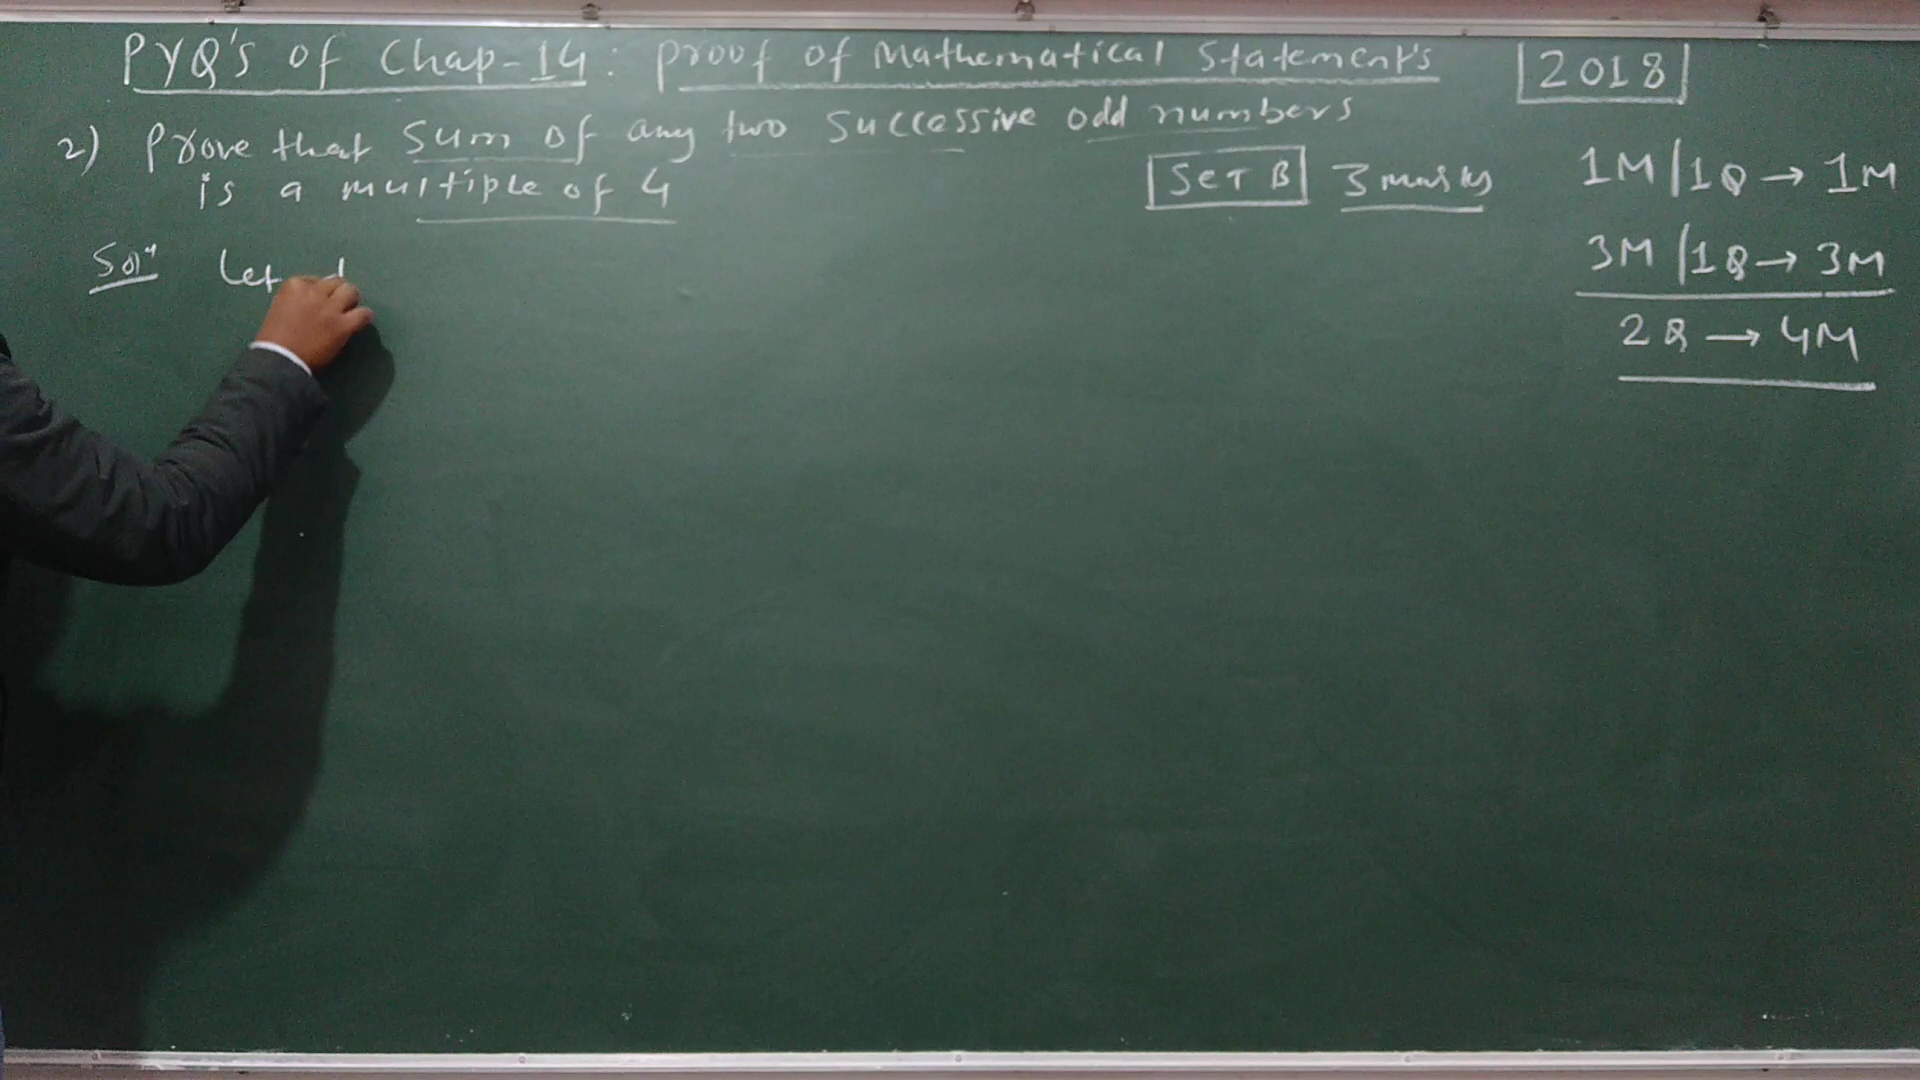 PYQ's of Chap-14: Proof of Mathematical Statement's
2018
2) Prove that sum of any two successive odd numbers
is a multiple of 4
Set B 3 marks
1M/1Q → 1M
3M/1Q → 3M
2Q → 4M
Solⁿ Let